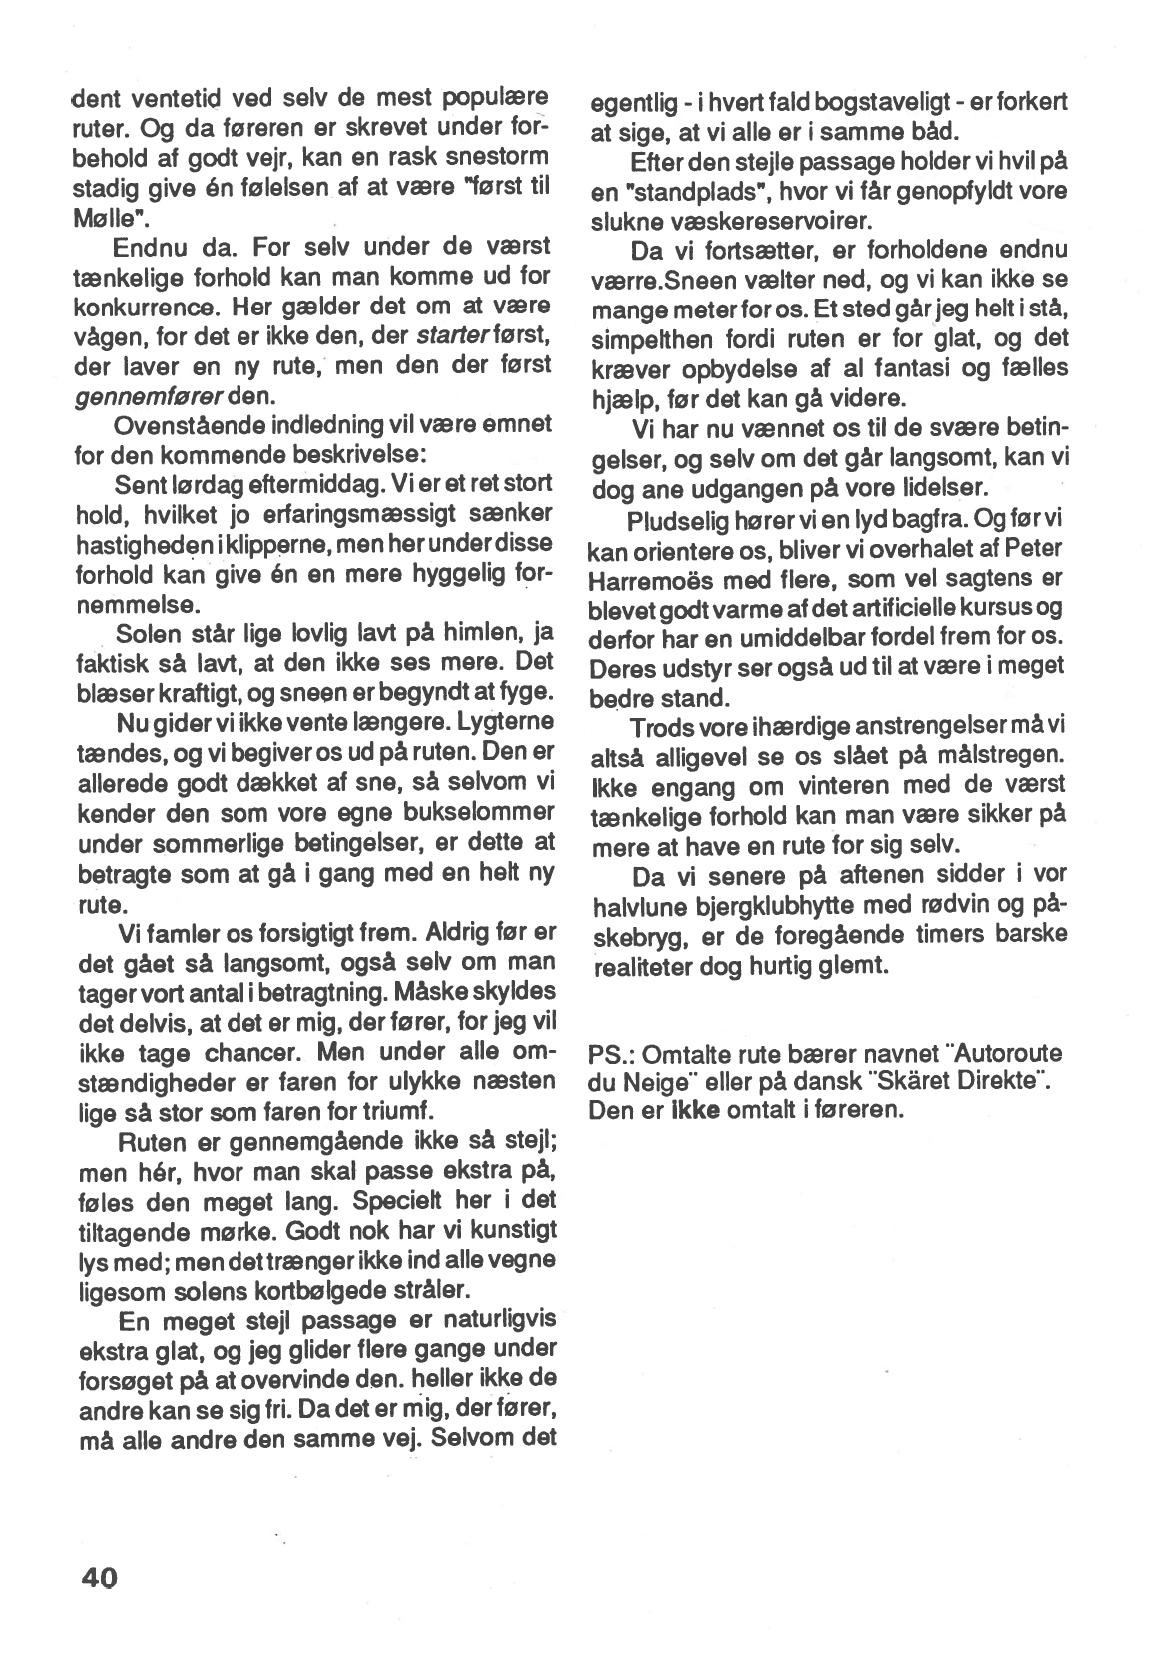 dent ventetid ved selv de mest populære
ruter. Og da føreren er skrevet under for-
behold af godt vejr, kan en rask snestorm
stadig give én følelsen af at være "først til
Mølle".
Endnu da. For selv under de værst
tænkelige forhold kan man komme ud for
konkurrence. Her gælder det om at være
vågen, for det er ikke den, der starter først,
der laver en ny rute, men den der først
gennemfører den.
Ovenstående indledning vil være emnet
for den kommende beskrivelse:
Sent lørdag eftermiddag. Vi er et ret stort
hold, hvilket jo erfaringsmæssigt sænker
hastigheden i klipperne, men her under disse
forhold kan give én en mere hyggelig for-
nemmelse.
Solen står lige lovlig lavt på himlen, ja
faktisk så lavt, at den ikke ses mere. Det
blæser kraftigt, og sneen er begyndt at fyge.
Nu gider vi ikke vente længere. Lygterne
tændes, og vi begiver os ud på ruten. Den er
allerede godt dækket af sne, så selvom vi
kender den som vore egne bukselommer
under sommerlige betingelser, er dette at
betragte som at gå i gang med en helt ny
rute.
Vi famler os forsigtigt frem. Aldrig før er
det gået så langsomt, også selv om man
tager vort antal i betragtning. Måske skyldes
det delvis, at det er mig, der fører, for jeg vil
ikke tage chancer. Men under alle om-
stændigheder er faren for ulykke næsten
lige så stor som faren for triumf.
Ruten er gennemgående ikke så stejl;
men hér, hvor man skal passe ekstra på,
føles den meget lang. Specielt her i det
tiltagende mørke. Godt nok har vi kunstigt
lys med; men det trænger ikke ind alle vegne
ligesom solens kortbølgede stråler.
En meget stejl passage er naturligvis
ekstra glat, og jeg glider flere gange under
forsøget på at overvinde den. heller ikke de
andre kan se sig fri. Da det er mig, der fører,
må alle andre den samme vej. Selvom det
egentlig - i hvert fald bogstaveligt - er forkert
at sige, at vi alle er i samme båd.
Efter den stejle passage holder vi hvil på
en "standplads", hvor vi får genopfyldt vore
slukne væskereservoirer.
Da vi fortsætter, er forholdene endnu
værre.Sneen vælter ned, og vi kan ikke se
mange meter for os. Et sted går jeg helt i stå,
simpelthen fordi ruten er for glat, og det
kræver opbydelse af al fantasi og fælles
hjælp, før det kan gå videre.
Vi har nu vænnet os til de svære betin-
gelser, og selv om det går langsomt, kan vi
dog ane udgangen på vore lidelser.
Pludselig hører vi en lyd bagfra. Og før vi
kan orientere os, bliver vi overhalet af Peter
Harremoës med flere, som vel sagtens er
blevet godt varme af det artificielle kursus og
derfor har en umiddelbar fordel frem for os.
Deres udstyr ser også ud til at være i meget
bedre stand.
Trods vore ihærdige anstrengelser må vi
altså alligevel se os slået på målstregen.
Ikke engang om vinteren med de værst
tænkelige forhold kan man være sikker på
mere at have en rute for sig selv.
Da vi senere på aftenen sidder i vor
halvlune bjergklubhytte med rødvin og på-
skebryg, er de foregående timers barske
realiteter dog hurtig glemt.
PS.: Omtalte rute bærer navnet "Autoroute
du Neige" eller på dansk "Skäret Direkte".
Den er ikke omtalt i føreren.
40